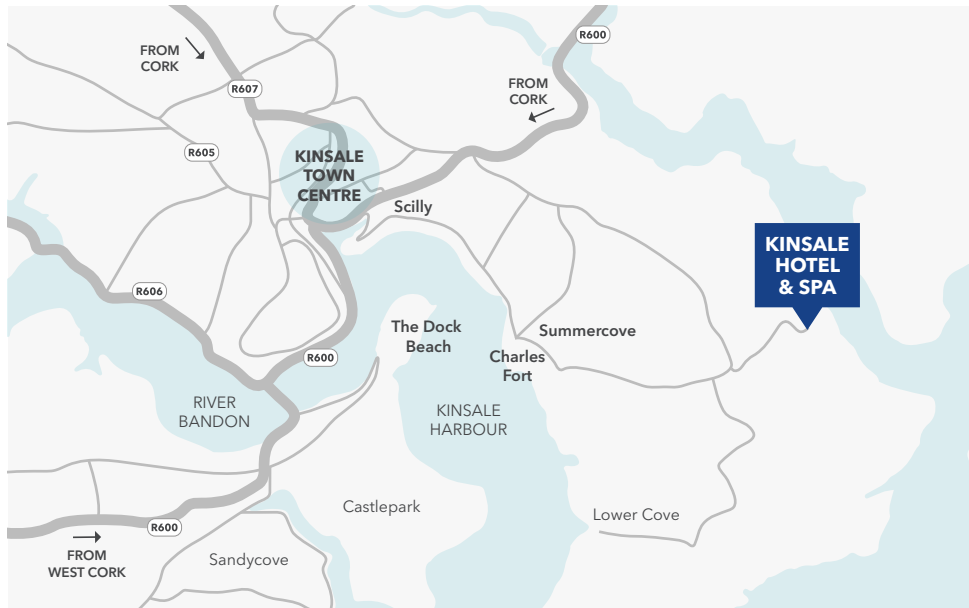 R600
FROM
CORK
R607
FROM
CORK
R605
KINSALE
TOWN
CENTRE
Scilly
KINSALE
HOTEL
& SPA
R606
The Dock
Beach
Summercove
Charles
Fort
R600
RIVER
BANDON
KINSALE
HARBOUR
Castlepark
Lower Cove
R600
FROM
WEST CORK
Sandycove